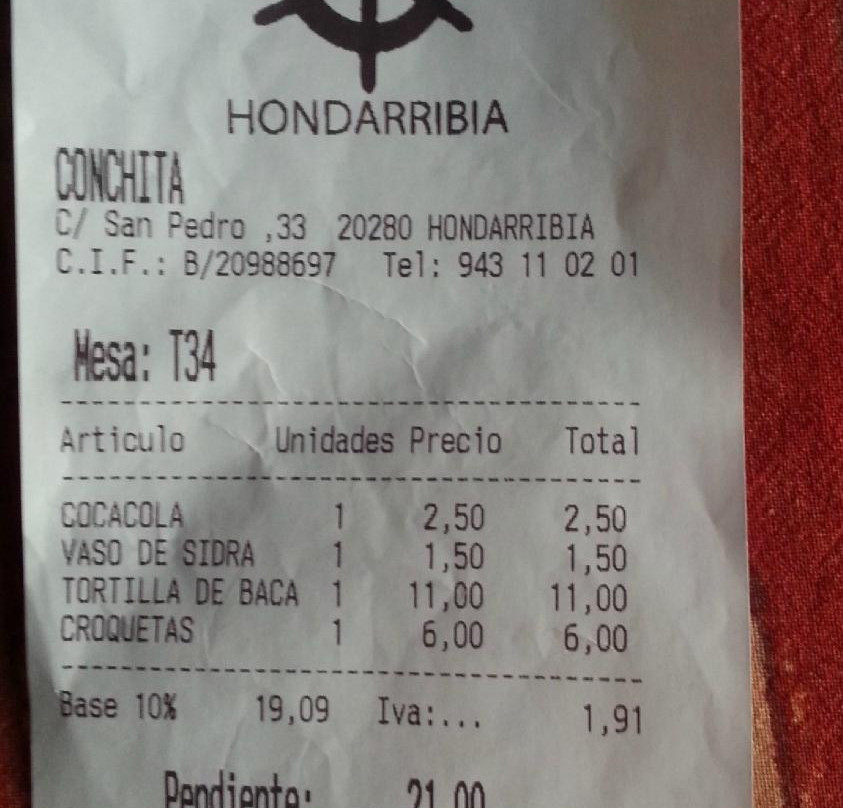 HONDARRIBIA
CONCHITA
C/ San Pedro ,33 20280 HONDARRIBIA
C.I.F.: B/20988697 Tel: 943 11 02 01
Mesa: T34
Articulo Unidades Precio Total
COCACOLA 1 2,50 2,50
VASO DE SIDRA 1 1,50 1,50
TORTILLA DE BACA 1 11,00 11,00
CROQUETAS 1 6,00 6,00
Base 10% 19,09 Iva:... 1,91
Pendiente: 21,00